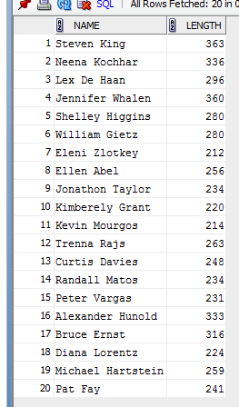 SQL | All Rows Fetched: 20 in 0
NAME LENGTH
1 Steven King 363
2 Neena Kochhar 336
3 Lex De Haan 296
4 Jennifer Whalen 360
5 Shelley Higgins 280
6 William Gietz 280
7 Eleni Zlotkey 212
8 Ellen Abel 256
9 Jonathon Taylor 234
10 Kimberely Grant 220
11 Kevin Mourgos 214
12 Trenna Rajs 263
13 Curtis Davies 248
14 Randall Matos 234
15 Peter Vargas 231
16 Alexander Hunold 333
17 Bruce Ernst 316
18 Diana Lorentz 224
19 Michael Hartstein 259
20 Pat Fay 241